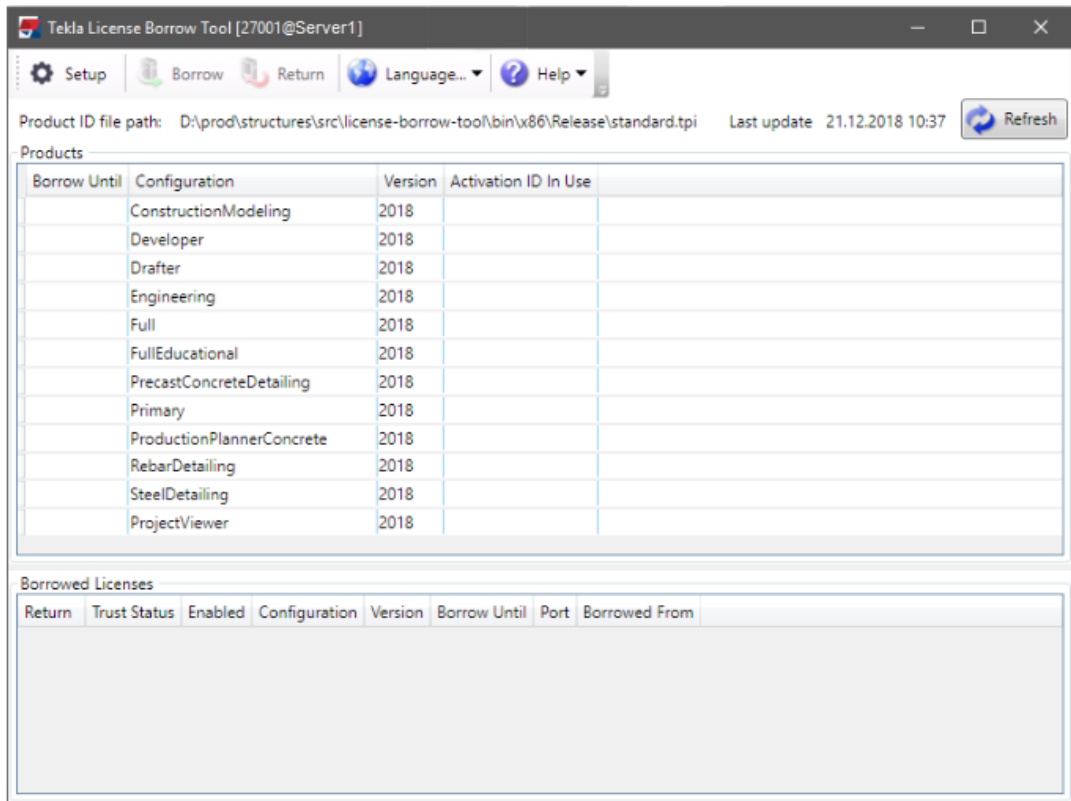 Tekla License Borrow Tool [27001@Server1]
Setup Borrow Return Language... Help
Product ID file path: D:\prod\structures\src\license-borrow-tool\bin\x86\Release\standard.tpi Last update 21.12.2018 10:37 Refresh
Products
Borrow Until Configuration Version Activation ID In Use
ConstructionModeling 2018
Developer 2018
Drafter 2018
Engineering 2018
Full 2018
FullEducational 2018
PrecastConcreteDetailing 2018
Primary 2018
ProductionPlannerConcrete 2018
RebarDetailing 2018
SteelDetailing 2018
ProjectViewer 2018
Borrowed Licenses
Return Trust Status Enabled Configuration Version Borrow Until Port Borrowed From